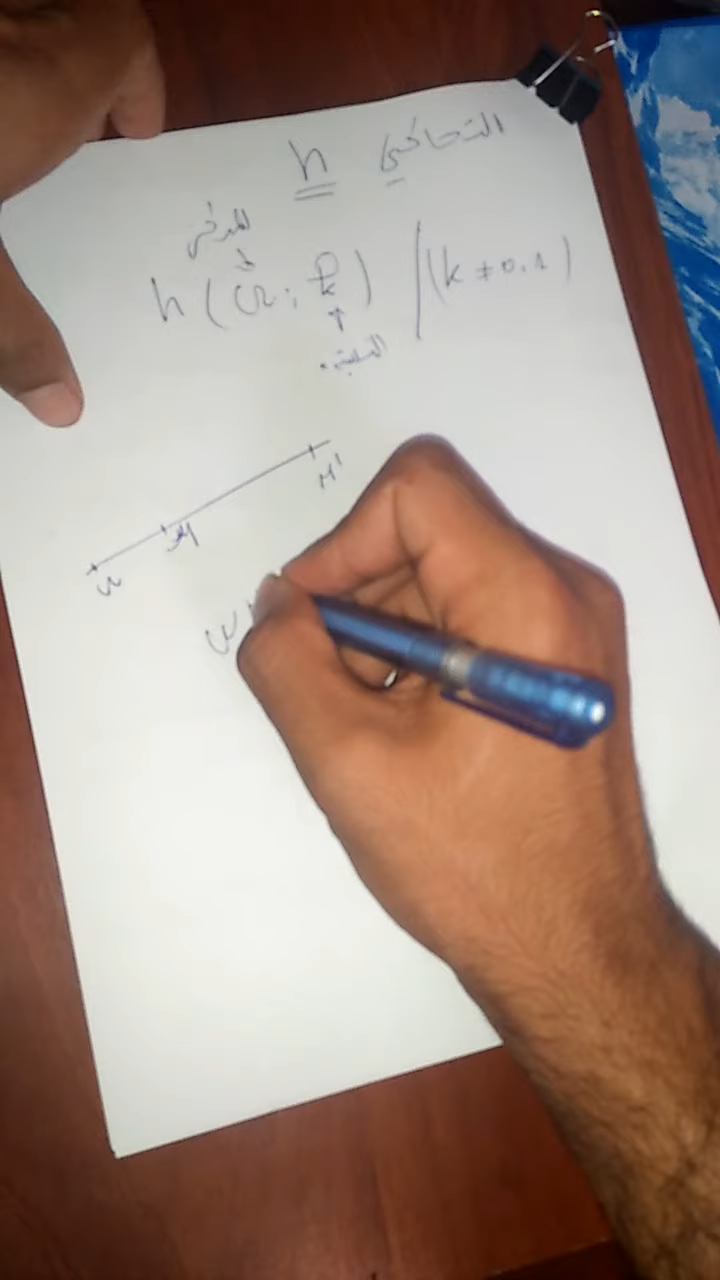 التحاكي h
المركز
h ( ω ; k ) / (k ≠ 0.1)
النسبة
ω M M'
ω